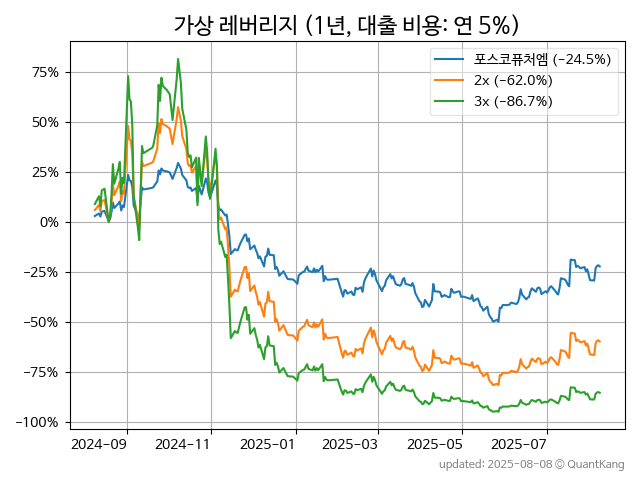 가상 레버리지 (1년, 대출 비용: 연 5%)
포스코퓨처엠 (−24.5%)
2x (−62.0%)
3x (−86.7%)
75%
50%
25%
0%
−25%
−50%
−75%
−100%
2024-09
2024-11
2025-01
2025-03
2025-05
2025-07
updated: 2025-08-08 © QuantKang